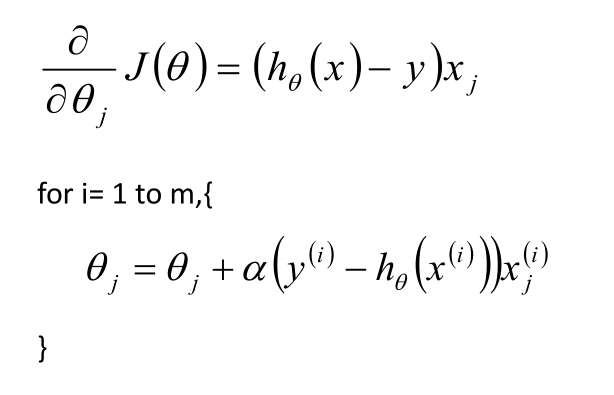 ∂/∂θ_j J(θ) = (h_θ(x) − y)x_j
for i= 1 to m,{
θ_j = θ_j + α(y^(i) − h_θ(x^(i)))x_j^(i)
}